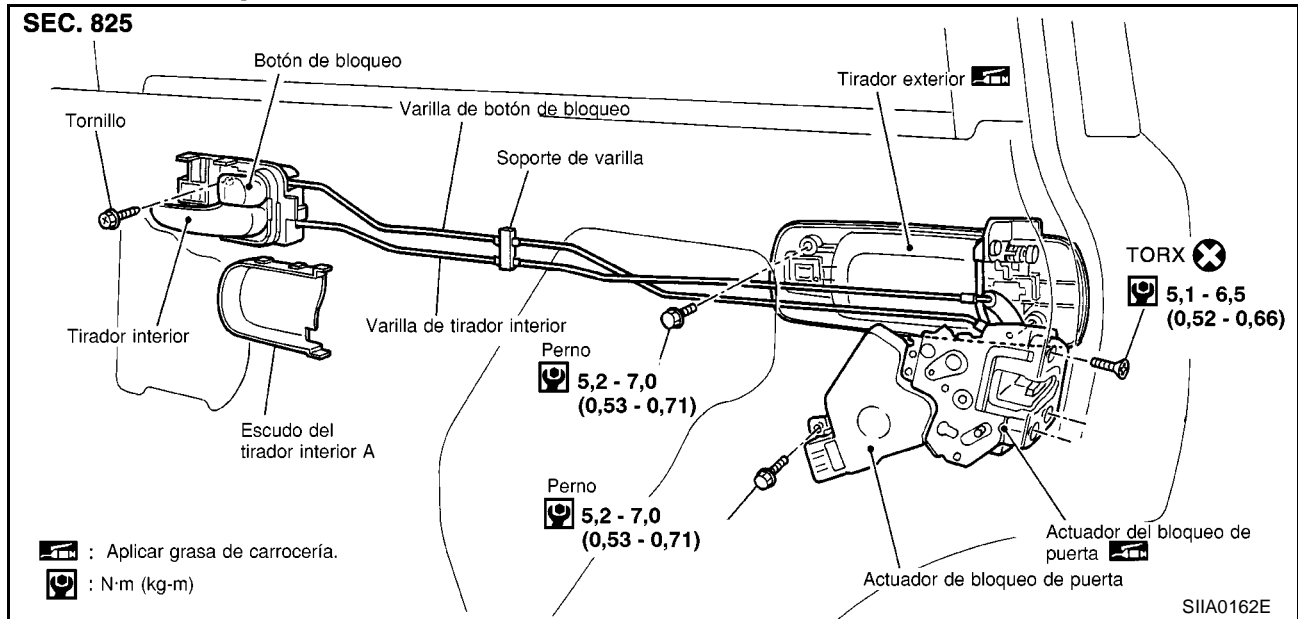 SEC. 825
Botón de bloqueo
Tirador exterior
Tornillo
Varilla de botón de bloqueo
Soporte de varilla
TORX
5,1 - 6,5
(0,52 - 0,66)
Tirador interior
Varilla de tirador interior
Perno
5,2 - 7,0
(0,53 - 0,71)
Escudo del
tirador interior A
Perno
5,2 - 7,0
(0,53 - 0,71)
Actuador del bloqueo de
puerta
Actuador de bloqueo de puerta
: Aplicar grasa de carrocería.
: N·m (kg-m)
SIIA0162E